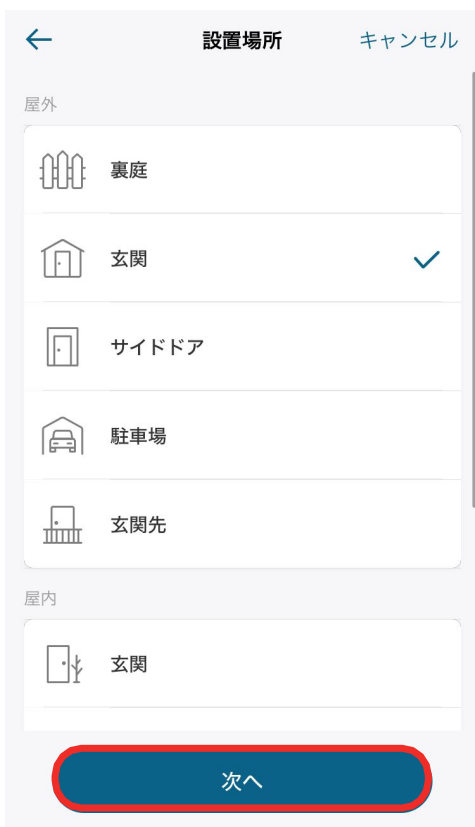 設置場所 キャンセル
屋外
裏庭
玄関
サイドドア
駐車場
玄関先
屋内
玄関
次へ